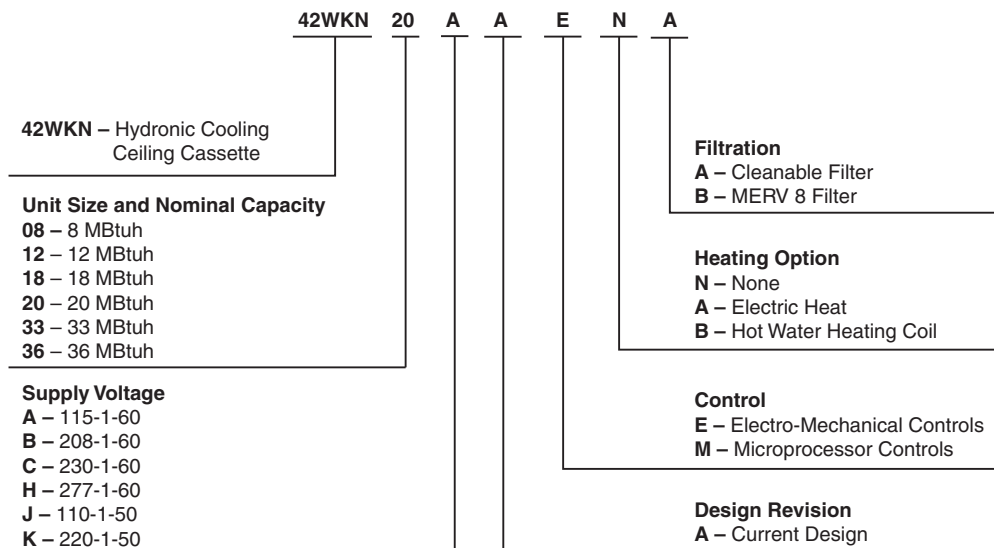 42WKN 20 A A E N A
42WKN – Hydronic Cooling
Ceiling Cassette
Unit Size and Nominal Capacity
08 – 8 MBtuh
12 – 12 MBtuh
18 – 18 MBtuh
20 – 20 MBtuh
33 – 33 MBtuh
36 – 36 MBtuh
Supply Voltage
A – 115-1-60
B – 208-1-60
C – 230-1-60
H – 277-1-60
J – 110-1-50
K – 220-1-50
Filtration
A – Cleanable Filter
B – MERV 8 Filter
Heating Option
N – None
A – Electric Heat
B – Hot Water Heating Coil
Control
E – Electro-Mechanical Controls
M – Microprocessor Controls
Design Revision
A – Current Design